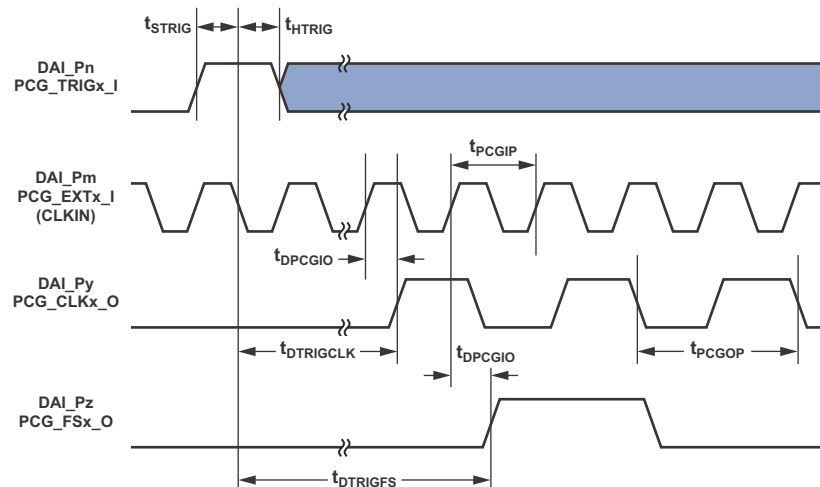 tSTRIG
tHTRIG
DAI_Pn
PCG_TRIGx_I
DAI_Pm
PCG_EXTx_I
(CLKIN)
tPCGIP
tDPCGIO
DAI_Py
PCG_CLKx_O
tDTRIGCLK
tDPCGIO
tPCGOP
DAI_Pz
PCG_FSx_O
tDTRIGFS